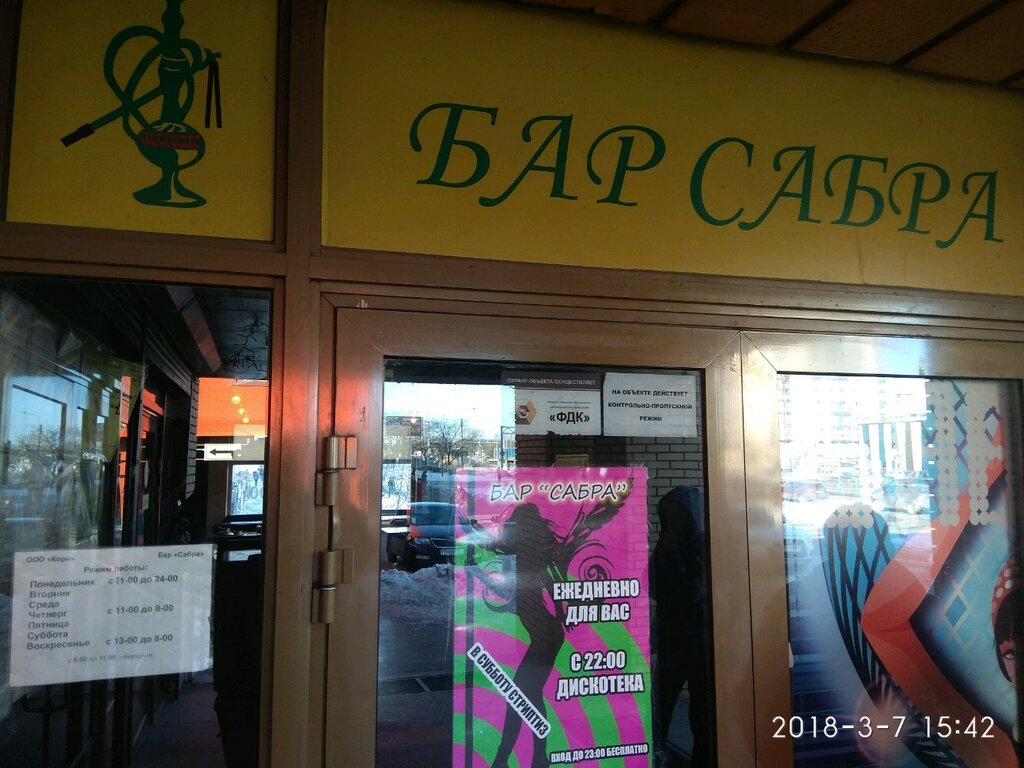 БАР САБРА
ОХРАНУ ОБЪЕКТА ОСУЩЕСТВЛЯЕТ
«ФДК»
НА ОБЪЕКТЕ ДЕЙСТВУЕТ
КОНТРОЛЬНО-ПРОПУСКНОЙ
РЕЖИМ
ООО «Корн» Бар «Сабра»
Режим работы:
Понедельник с 11-00 до 24-00
Вторник
Среда
Четверг с 11-00 до 8-00
Пятница
Суббота
Воскресенье с 13-00 до 8-00
БАР "САБРА"
ЕЖЕДНЕВНО
ДЛЯ ВАС
С 22:00
ДИСКОТЕКА
В СУББОТУ СТРИПТИЗ
ВХОД ДО 23:00 БЕСПЛАТНО
2018-3-7 15:42